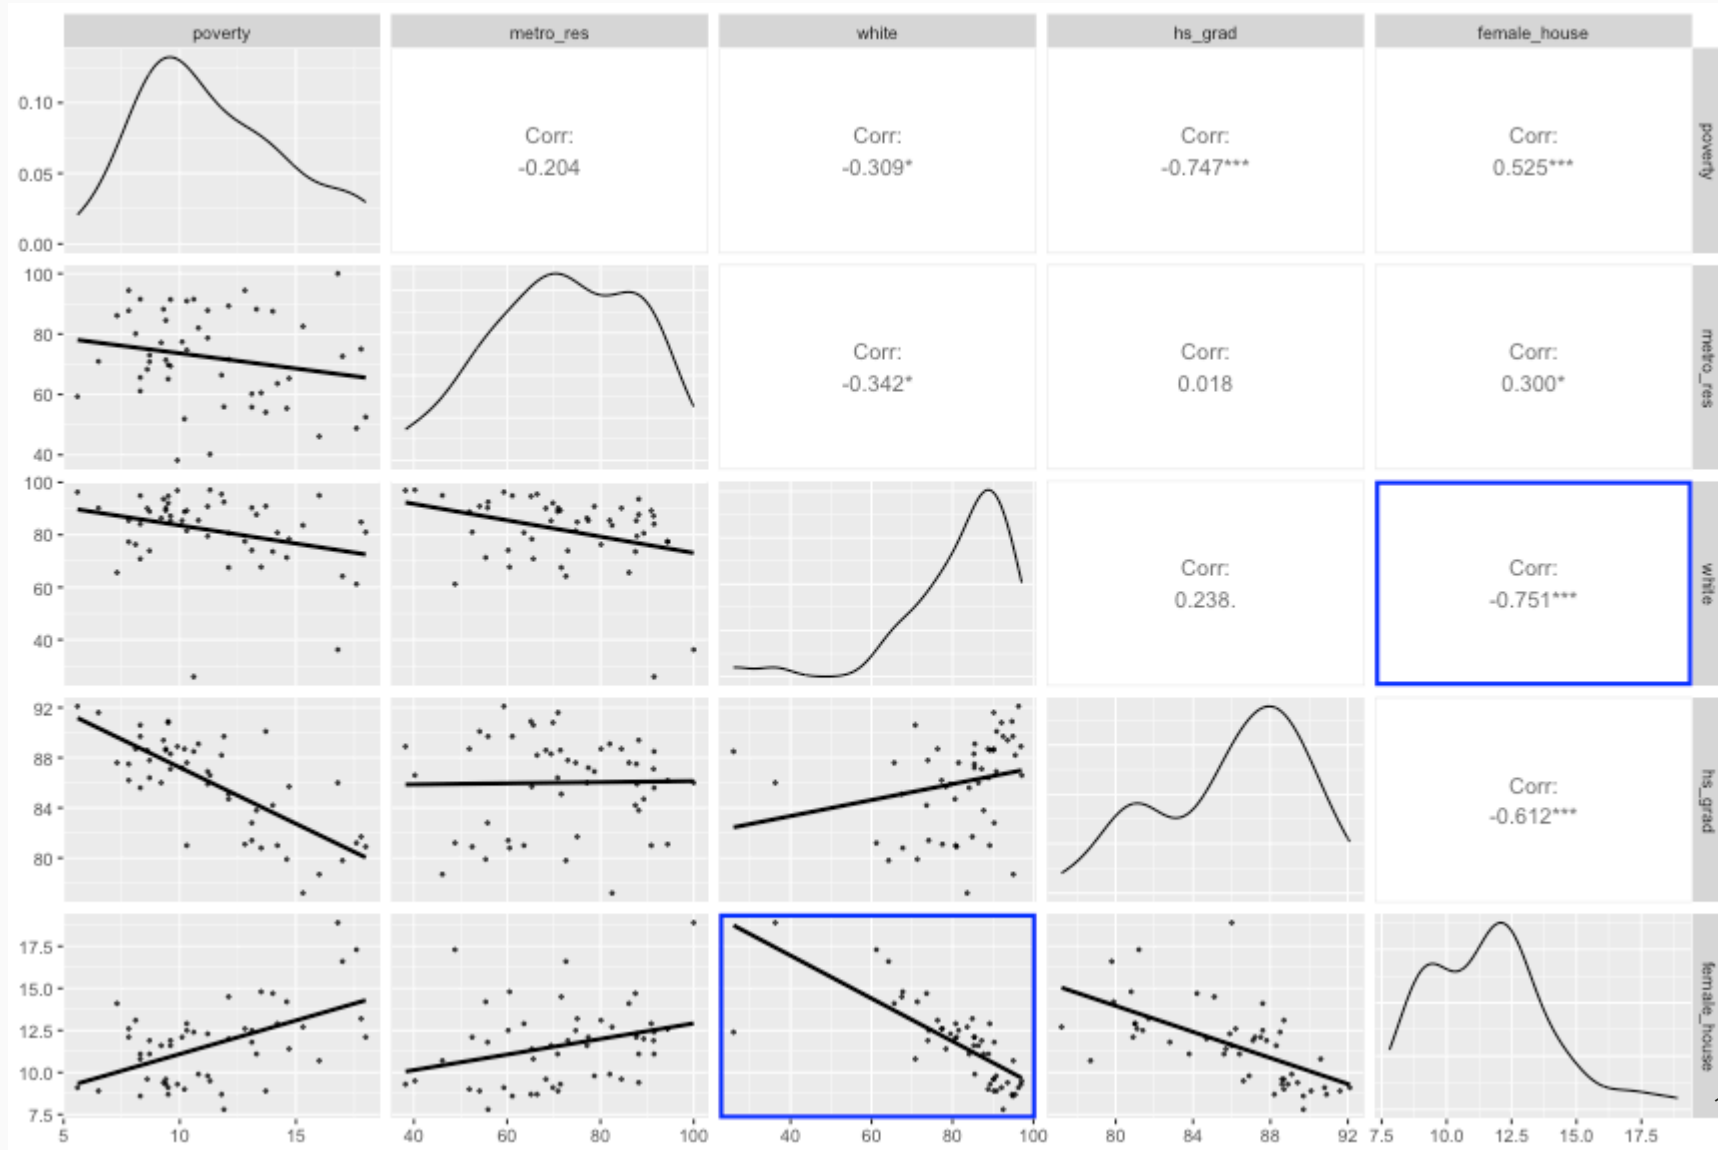 poverty metro_res white hs_grad female_house
0.10
0.05
0.00
Corr:
-0.204
Corr:
-0.309*
Corr:
-0.747***
Corr:
0.525***
poverty
100
80
60
40
Corr:
-0.342*
Corr:
0.018
Corr:
0.300*
metro_res
100
80
60
40
Corr:
0.238.
Corr:
-0.751***
white
92
88
84
80
Corr:
-0.612***
hs_grad
17.5
15.0
12.5
10.0
7.5
female_house
5 10 15 40 60 80 100 40 60 80 100 80 84 88 92 7.5 10.0 12.5 15.0 17.5